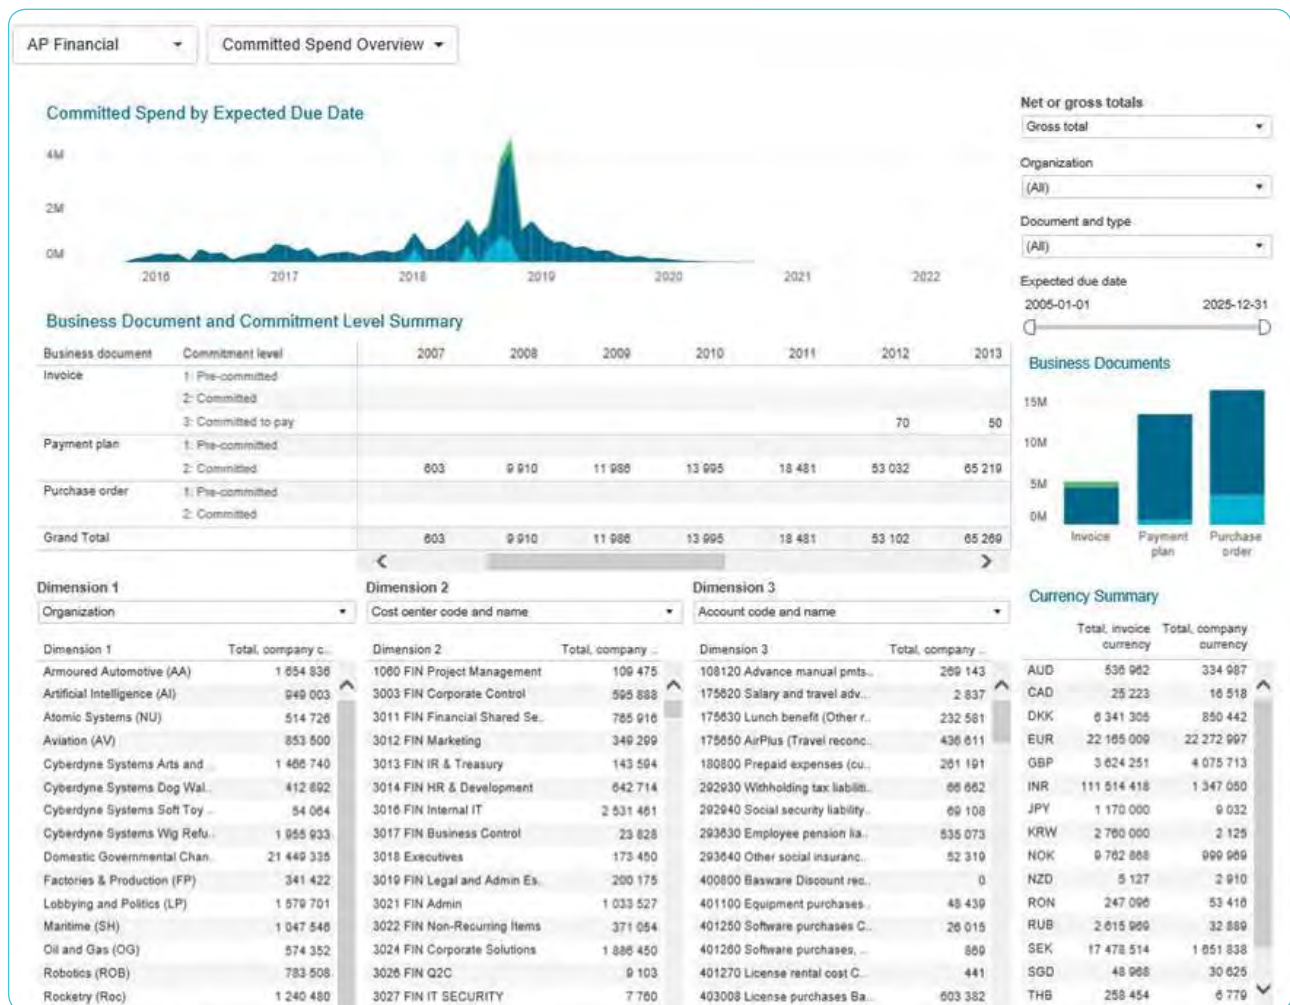 AP Financial Committed Spend Overview
Committed Spend by Expected Due Date
4M
2M
0M
2016 2017 2018 2019 2020 2021 2022
Net or gross totals
Gross total
Organization
(All)
Document and type
(All)
Expected due date
2005-01-01 2025-12-31
Business Document and Commitment Level Summary
Business document Commitment level 2007 2008 2009 2010 2011 2012 2013
Invoice 1: Pre-committed
2: Committed
3: Committed to pay 70 50
Payment plan 1: Pre-committed
2: Committed 603 9 910 11 986 13 995 18 481 53 032 65 219
Purchase order 1: Pre-committed
2: Committed
Grand Total 603 9 910 11 986 13 995 18 481 53 102 65 269
Business Documents
15M
10M
5M
0M
Invoice Payment plan Purchase order
Dimension 1
Organization
Dimension 1 Total, company c...
Armoured Automotive (AA) 1 654 836
Artificial Intelligence (AI) 949 003
Atomic Systems (NU) 514 726
Aviation (AV) 853 500
Cyberdyne Systems Arts and ... 1 466 740
Cyberdyne Systems Dog Wal.. 412 692
Cyberdyne Systems Soft Toy .. 54 064
Cyberdyne Systems Wig Refu.. 1 955 933
Domestic Governmental Chan.. 21 449 335
Factories & Production (FP) 341 422
Lobbying and Politics (LP) 1 579 701
Maritime (SH) 1 047 546
Oil and Gas (OG) 574 352
Robotics (ROB) 783 508
Rocketry (Roc) 1 240 480
Dimension 2
Cost center code and name
Dimension 2 Total, company ..
1060 FIN Project Management 109 475
3003 FIN Corporate Control 595 888
3011 FIN Financial Shared Se.. 765 916
3012 FIN Marketing 349 299
3013 FIN IR & Treasury 143 594
3014 FIN HR & Development 642 714
3016 FIN Internal IT 2 531 461
3017 FIN Business Control 23 828
3018 Executives 173 450
3019 FIN Legal and Admin Es.. 200 175
3021 FIN Admin 1 033 527
3022 FIN Non-Recurring Items 371 054
3024 FIN Corporate Solutions 1 886 450
3026 FIN Q2C 9 103
3027 FIN IT SECURITY 7 760
Dimension 3
Account code and name
Dimension 3 Total, company ..
108120 Advance manual pmts.. 269 143
175620 Salary and travel adv.. 2 837
175630 Lunch benefit (Other r.. 232 581
175650 AirPlus (Travel reconc.. 436 611
180800 Prepaid expenses (cu.. 261 191
292930 Withholding tax liabiliti.. 66 662
292940 Social security liability.. 69 108
293630 Employee pension lia.. 535 073
293640 Other social insuranc.. 52 319
400800 Basware Discount rec.. 0
401100 Equipment purchases.. 48 439
401250 Software purchases C.. 26 015
401260 Software purchases, .. 869
401270 License rental cost C.. 441
403008 License purchases Ba.. 603 382
Currency Summary
Total, invoice currency Total, company currency
AUD 536 962 334 987
CAD 25 223 16 518
DKK 6 341 305 850 442
EUR 22 165 009 22 272 997
GBP 3 624 251 4 075 713
INR 111 514 418 1 347 050
JPY 1 170 000 9 032
KRW 2 760 000 2 125
NOK 9 762 868 999 969
NZD 5 127 2 910
RON 247 096 53 416
RUB 2 615 969 32 889
SEK 17 478 514 1 651 838
SGD 48 968 30 625
THB 258 454 6 779